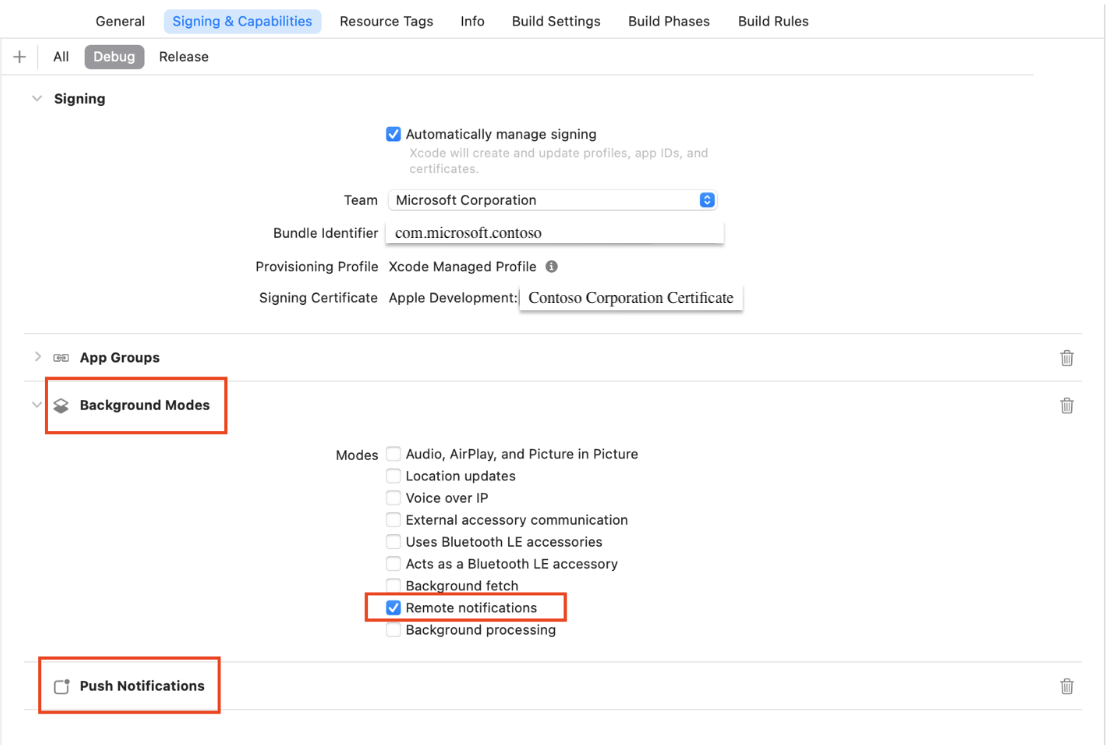 General Signing & Capabilities Resource Tags Info Build Settings Build Phases Build Rules
All Debug Release
Signing
Automatically manage signing
Xcode will create and update profiles, app IDs, and
certificates.
Team Microsoft Corporation
Bundle Identifier com.microsoft.contoso
Provisioning Profile Xcode Managed Profile
Signing Certificate Apple Development: Contoso Corporation Certificate
App Groups
Background Modes
Modes Audio, AirPlay, and Picture in Picture
Location updates
Voice over IP
External accessory communication
Uses Bluetooth LE accessories
Acts as a Bluetooth LE accessory
Background fetch
Remote notifications
Background processing
Push Notifications